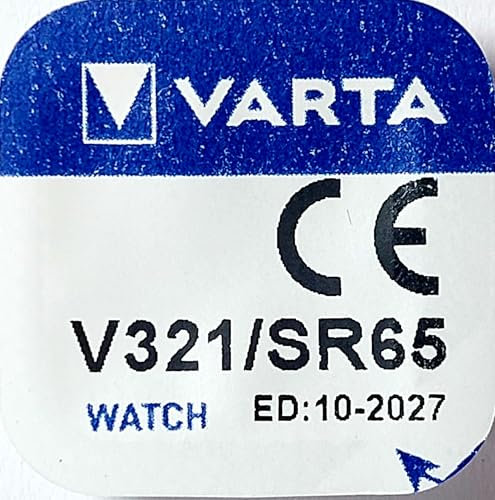 VARTA
CE
V321/SR65
WATCH ED:10-2027